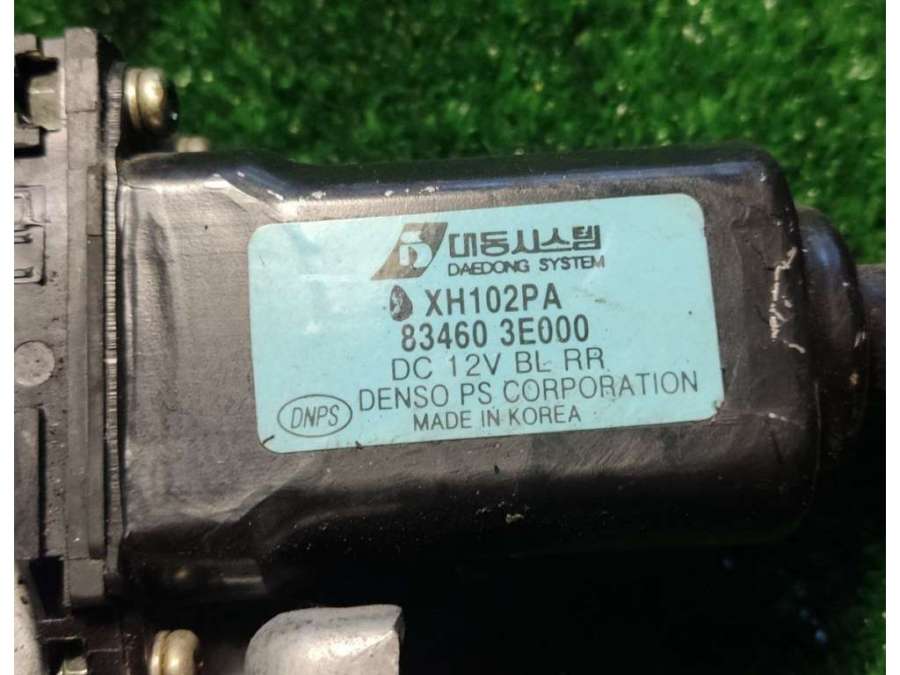 대동시스템
DAEDONG SYSTEM
XH102PA
83460 3E000
DC 12V BL RR
DENSO PS CORPORATION
DNPS
MADE IN KOREA